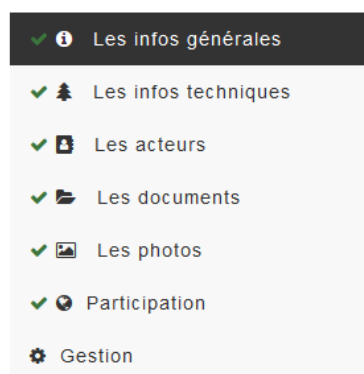 Les infos générales
Les infos techniques
Les acteurs
Les documents
Les photos
Participation
Gestion